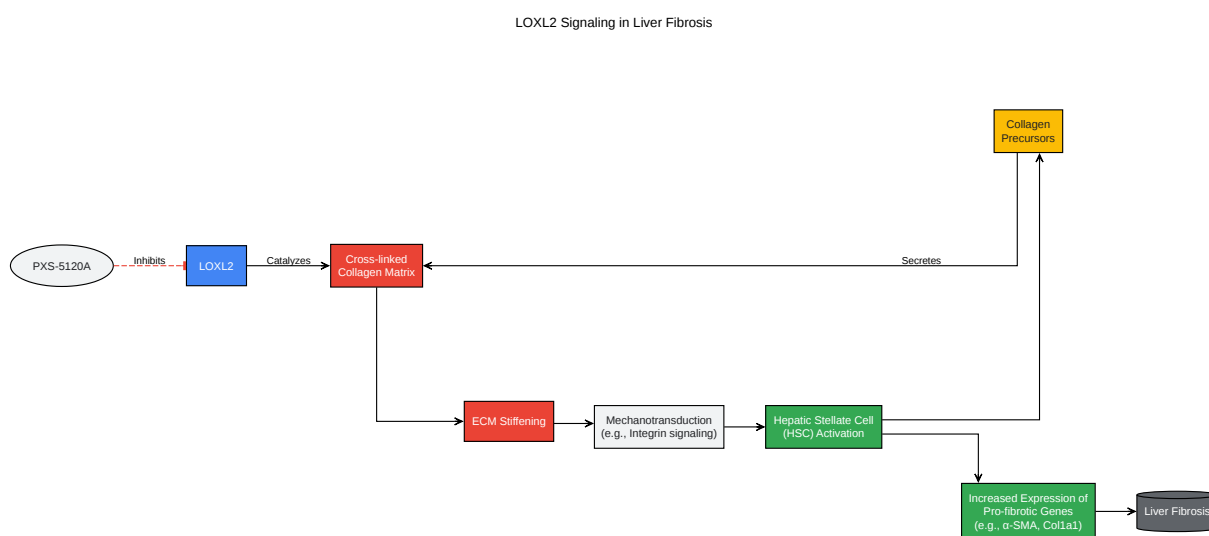 LOXL2 Signaling in Liver Fibrosis
Collagen
Precursors
PXS-5120A
Inhibits
LOXL2
Catalyzes
Cross-linked
Collagen Matrix
Secretes
ECM Stiffening
Mechanotransduction
(e.g., Integrin signaling)
Hepatic Stellate Cell
(HSC) Activation
Increased Expression of
Pro-fibrotic Genes
(e.g., α-SMA, Col1a1)
Liver Fibrosis